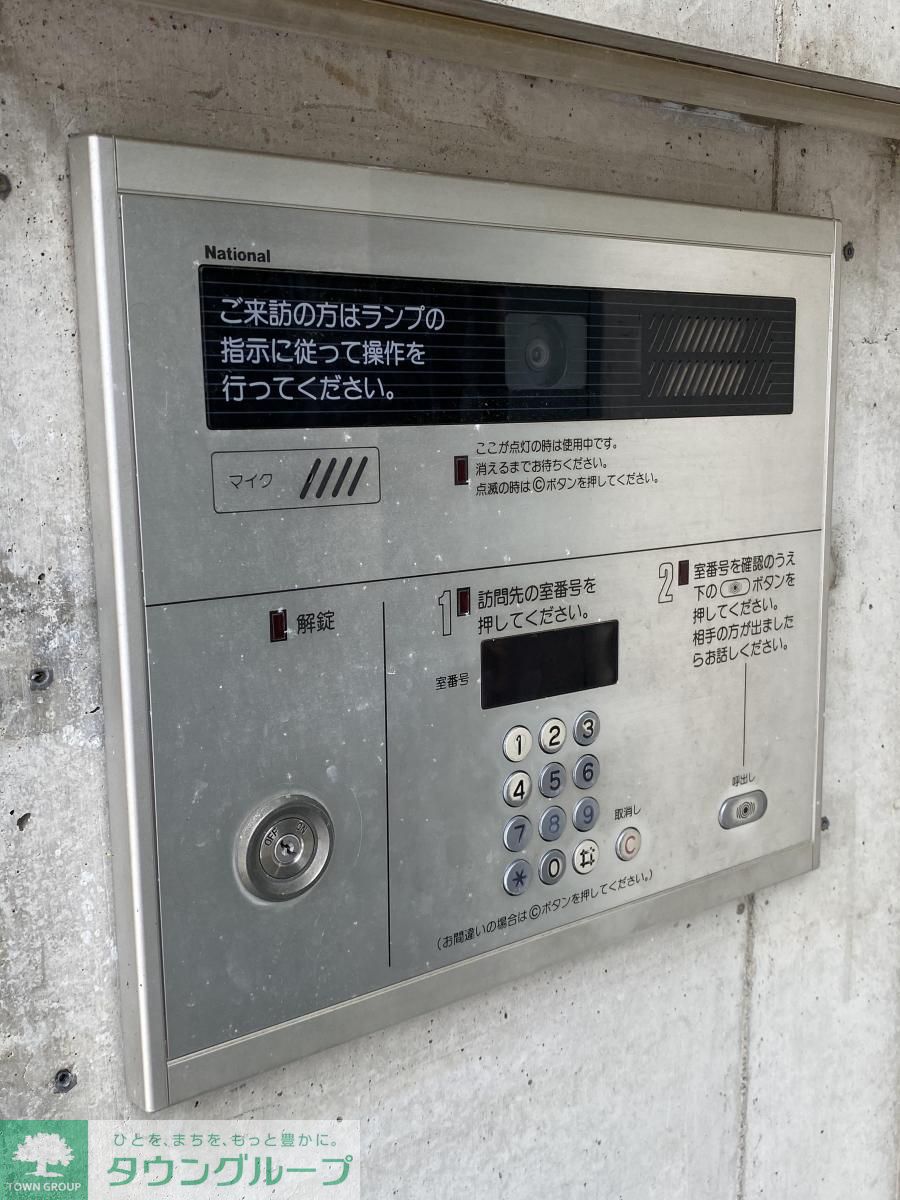 National
ご来訪の方はランプの
指示に従って操作を
行ってください。
マイク
ここが点灯の時は使用中です。
消えるまでお待ちください。
点滅の時はⒸボタンを押してください。
解錠
OFF ON
1 訪問先の室番号を
押してください。
室番号
1 2 3
4 5 6
7 8 9
* 0
取消し
C
(お間違いの場合はⒸボタンを押してください。)
2 室番号を確認のうえ
下の ボタンを
押してください。
相手の方が出ました
らお話しください。
呼出し
ひとを、まちを、もっと豊かに。
タウングループ
TOWN GROUP